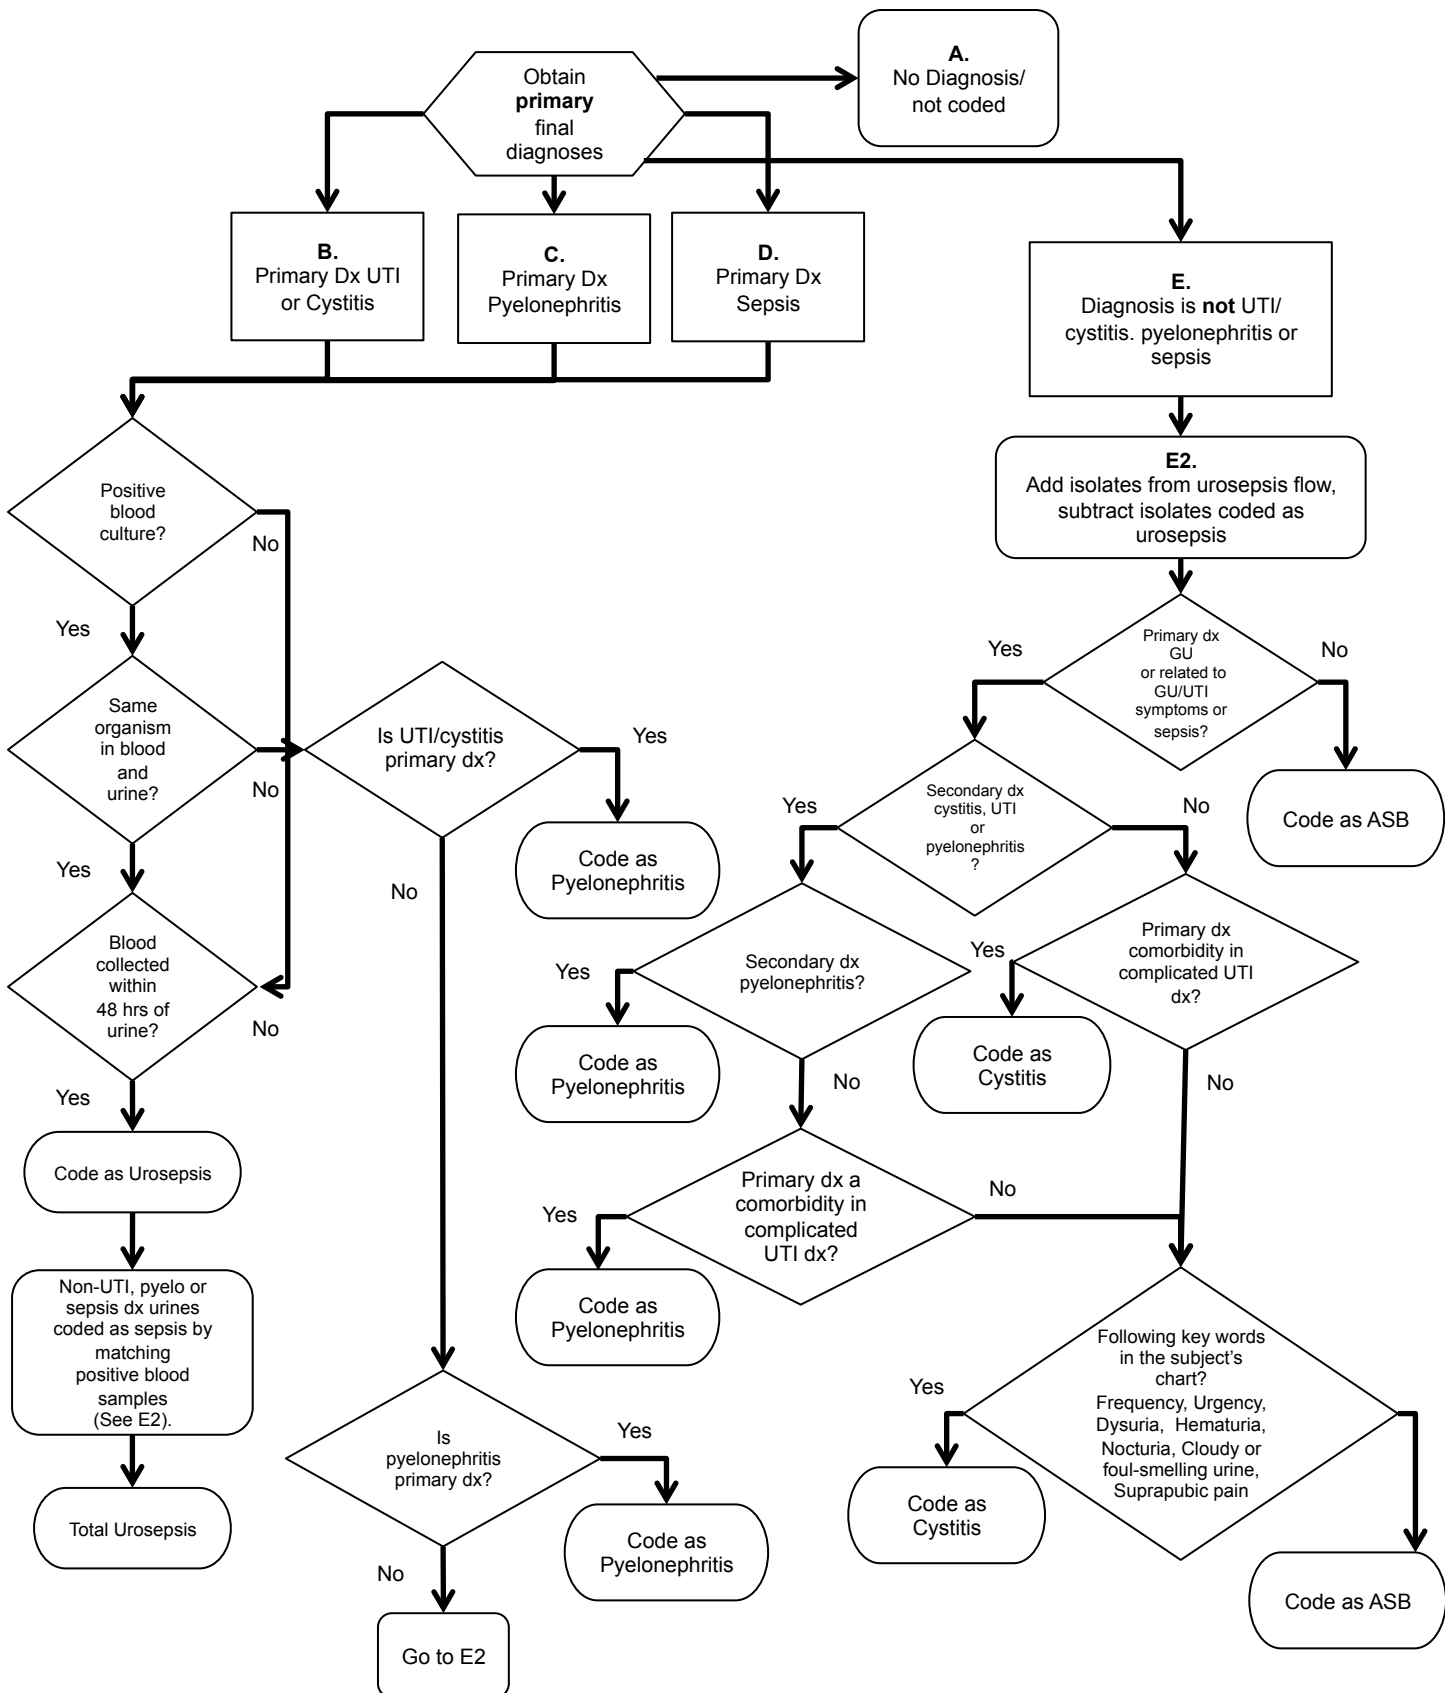 Obtain
primary
final
diagnoses
A.
No Diagnosis/
not coded
B.
Primary Dx UTI
or Cystitis
C.
Primary Dx
Pyelonephritis
D.
Primary Dx
Sepsis
E.
Diagnosis is not UTI/
cystitis. pyelonephritis or
sepsis
Positive
blood
culture?
No
Yes
E2.
Add isolates from urosepsis flow,
subtract isolates coded as
urosepsis
Same
organism
in blood
and
urine?
No
Yes
Is UTI/cystitis
primary dx?
Yes
No
Code as
Pyelonephritis
Primary dx
GU
or related to
GU/UTI
symptoms or
sepsis?
Yes
No
Code as ASB
Secondary dx
cystitis, UTI
or
pyelonephritis
?
Yes
No
Blood
collected
within
48 hrs of
urine?
No
Yes
Secondary dx
pyelonephritis?
Yes
No
Code as
Pyelonephritis
Primary dx
comorbidity in
complicated UTI
dx?
Yes
No
Code as
Cystitis
Code as Urosepsis
Primary dx a
comorbidity in
complicated
UTI dx?
Yes
No
Code as
Pyelonephritis
Non-UTI, pyelo or
sepsis dx urines
coded as sepsis by
matching
positive blood
samples
(See E2).
Total Urosepsis
Is
pyelonephritis
primary dx?
Yes
No
Code as
Pyelonephritis
Go to E2
Following key words
in the subject's
chart?
Frequency, Urgency,
Dysuria, Hematuria,
Nocturia, Cloudy or
foul-smelling urine,
Suprapubic pain
Yes
Code as
Cystitis
Code as ASB